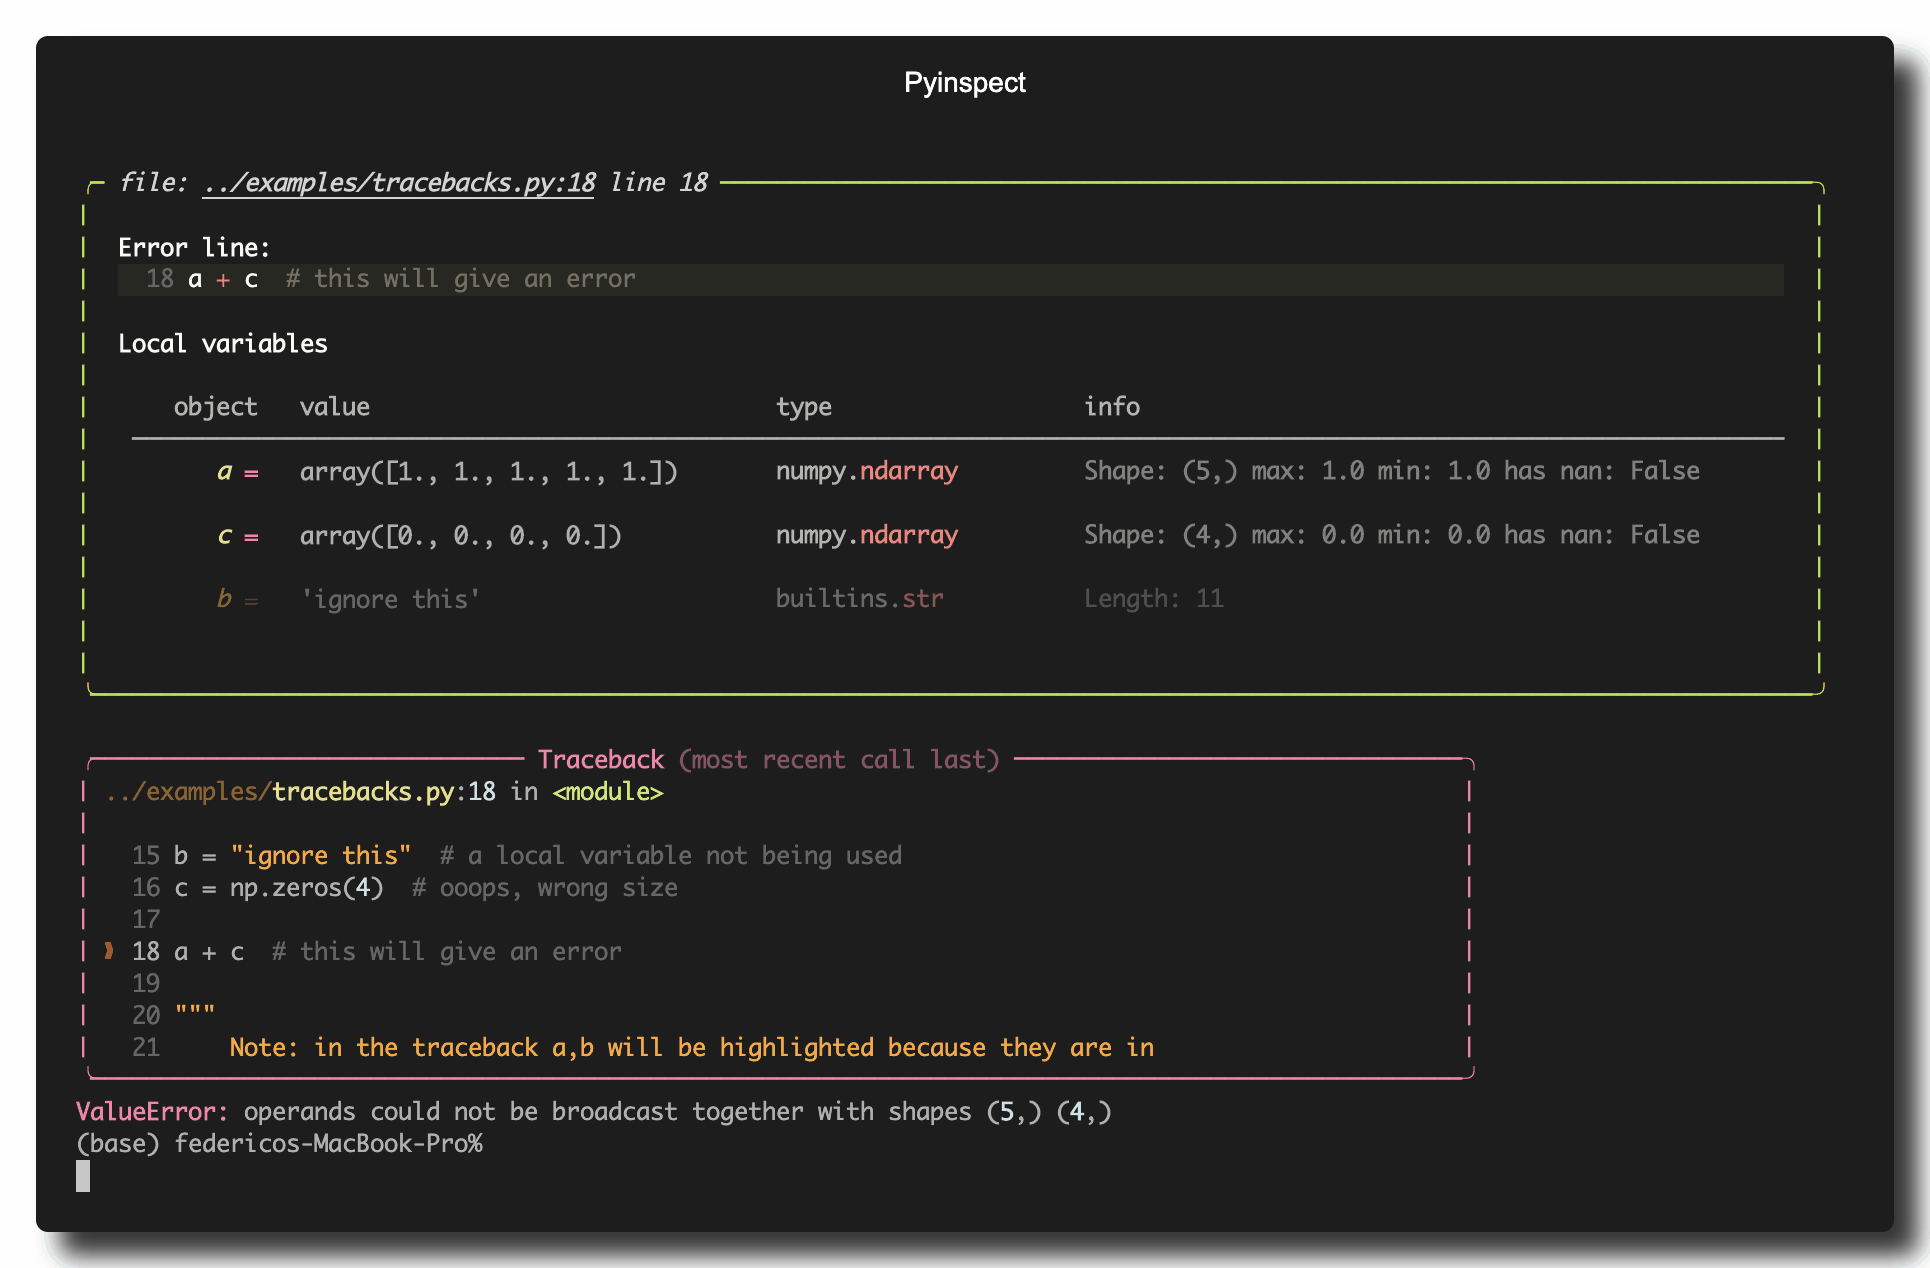 Pyinspect
file: ../examples/tracebacks.py:18 line 18
Error line:
18 a + c  # this will give an error
Local variables
object value type info
a = array([1., 1., 1., 1., 1.]) numpy.ndarray Shape: (5,) max: 1.0 min: 1.0 has nan: False
c = array([0., 0., 0., 0.]) numpy.ndarray Shape: (4,) max: 0.0 min: 0.0 has nan: False
b = 'ignore this' builtins.str Length: 11
Traceback (most recent call last)
../examples/tracebacks.py:18 in <module>
15 b = "ignore this"  # a local variable not being used
16 c = np.zeros(4)  # ooops, wrong size
17
❱ 18 a + c  # this will give an error
19
20 """
21     Note: in the traceback a,b will be highlighted because they are in
ValueError: operands could not be broadcast together with shapes (5,) (4,)
(base) federicos-MacBook-Pro%